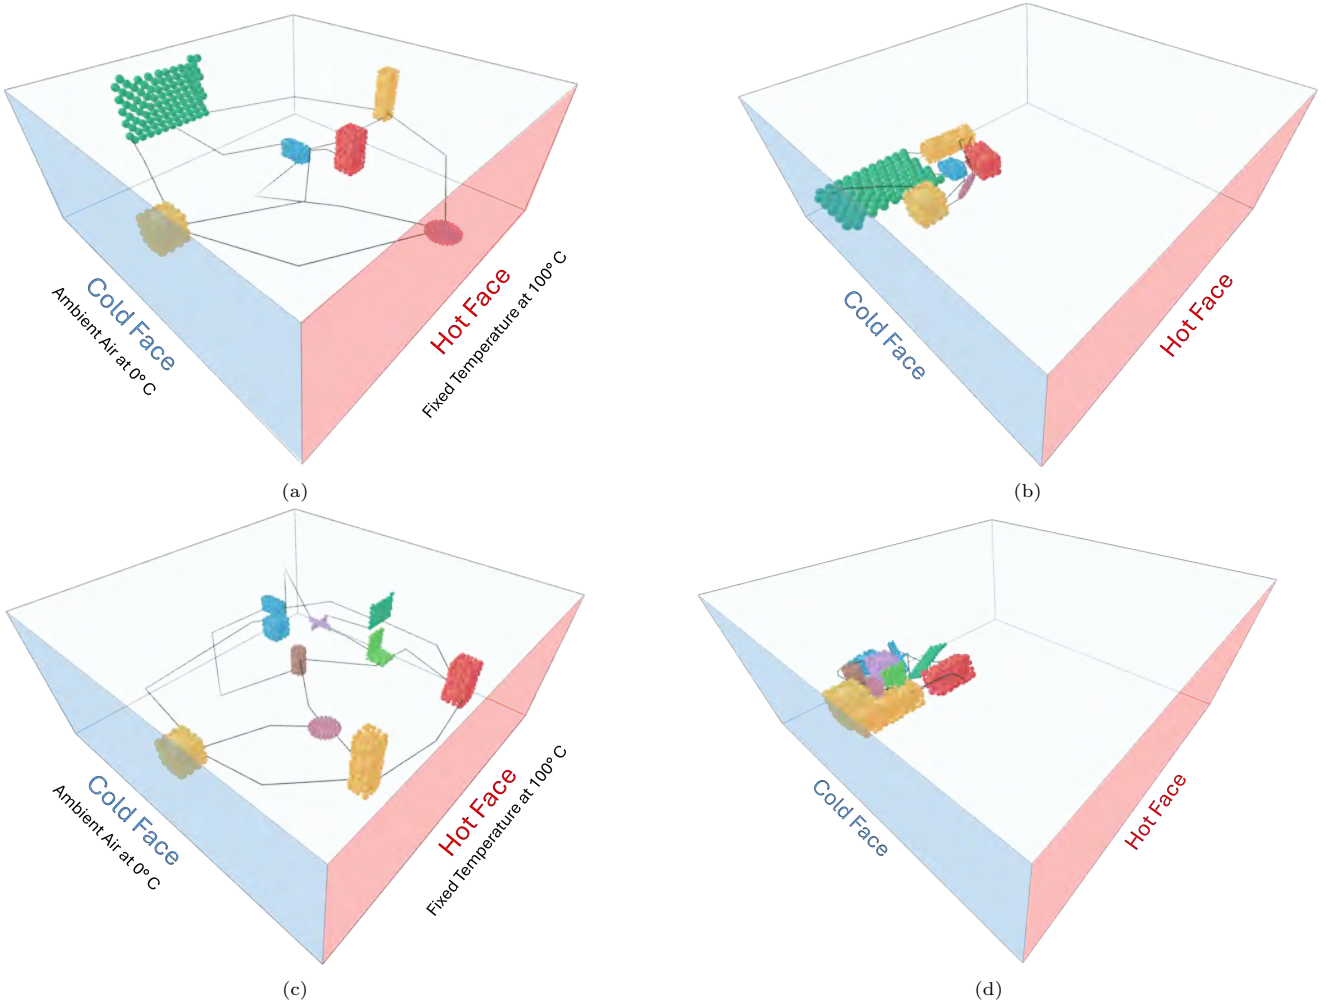 Cold Face
Ambient Air at 0° C
Hot Face
Fixed Temperature at 100° C
(a)
Cold Face
Hot Face
(b)
Cold Face
Ambient Air at 0° C
Hot Face
Fixed Temperature at 100° C
(c)
Cold Face
Hot Face
(d)